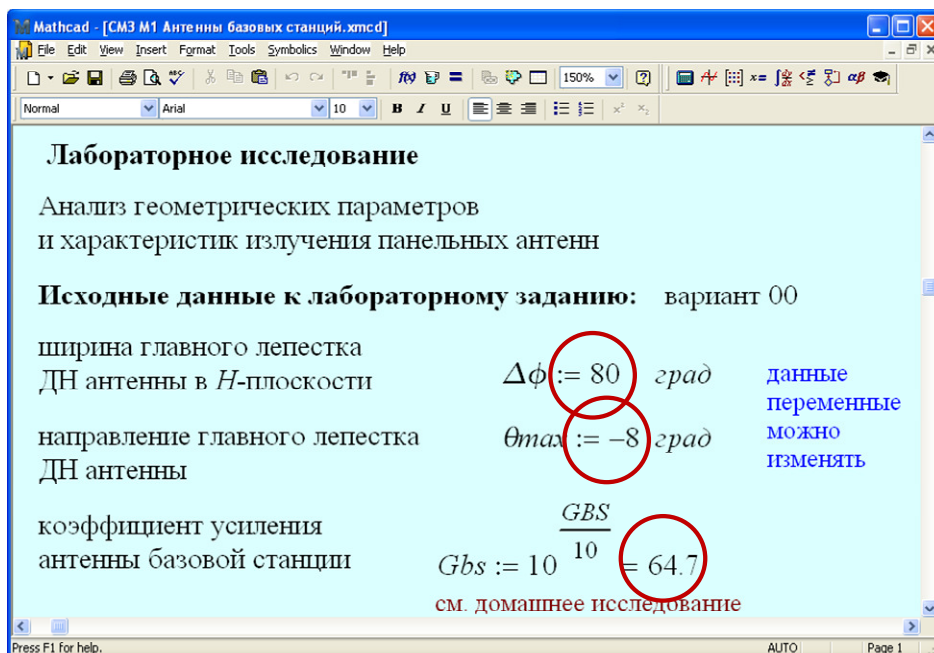 Mathcad - [СМЗ М1 Антенны базовых станций.xmcd]
File Edit View Insert Format Tools Symbolics Window Help
150%
Normal Arial 10 B I U
Лабораторное исследование
Анализ геометрических параметров
и характеристик излучения панельных антенн
Исходные данные к лабораторному заданию: вариант 00
ширина главного лепестка
ДН антенны в H-плоскости
Δϕ := 80 град
направление главного лепестка
ДН антенны
θmax := −8 град
данные
переменные
можно
изменять
коэффициент усиления
антенны базовой станции
GBS
10
Gbs := 10 = 64.7
см. домашнее исследование
Press F1 for help. AUTO Page 1